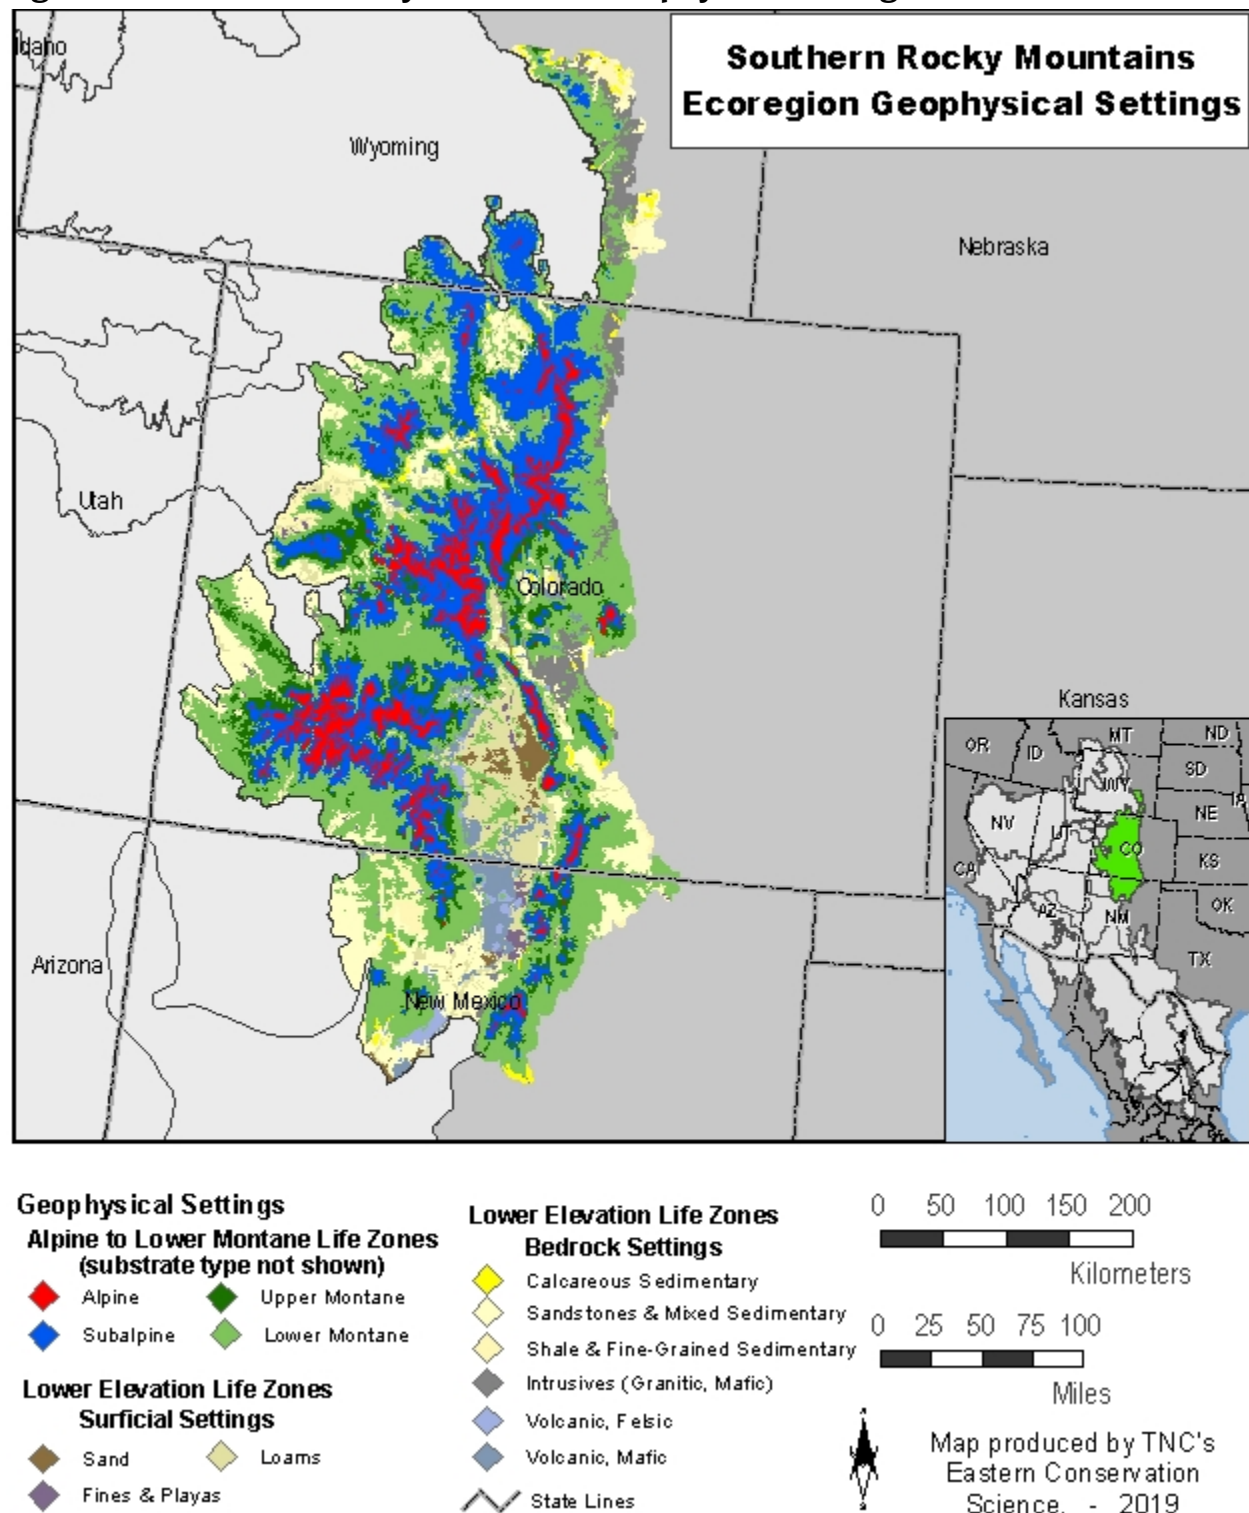 Southern Rocky Mountains
Ecoregion Geophysical Settings
Idaho
Wyoming
Nebraska
Utah
Colorado
Kansas
Arizona
New Mexico
OR
ID
MT
ND
WY
SD
IA
NV
UT
NE
CO
CA
KS
AZ
NM
OK
TX
Geophysical Settings
Alpine to Lower Montane Life Zones
(substrate type not shown)
Alpine
Upper Montane
Subalpine
Lower Montane
Lower Elevation Life Zones
Surficial Settings
Sand
Loams
Fines & Playas
Lower Elevation Life Zones
Bedrock Settings
Calcareous Sedimentary
Sandstones & Mixed Sedimentary
Shale & Fine-Grained Sedimentary
Intrusives (Granitic, Mafic)
Volcanic, Felsic
Volcanic, Mafic
State Lines
0 50 100 150 200
Kilometers
0 25 50 75 100
Miles
Map produced by TNC's
Eastern Conservation
Science. - 2019